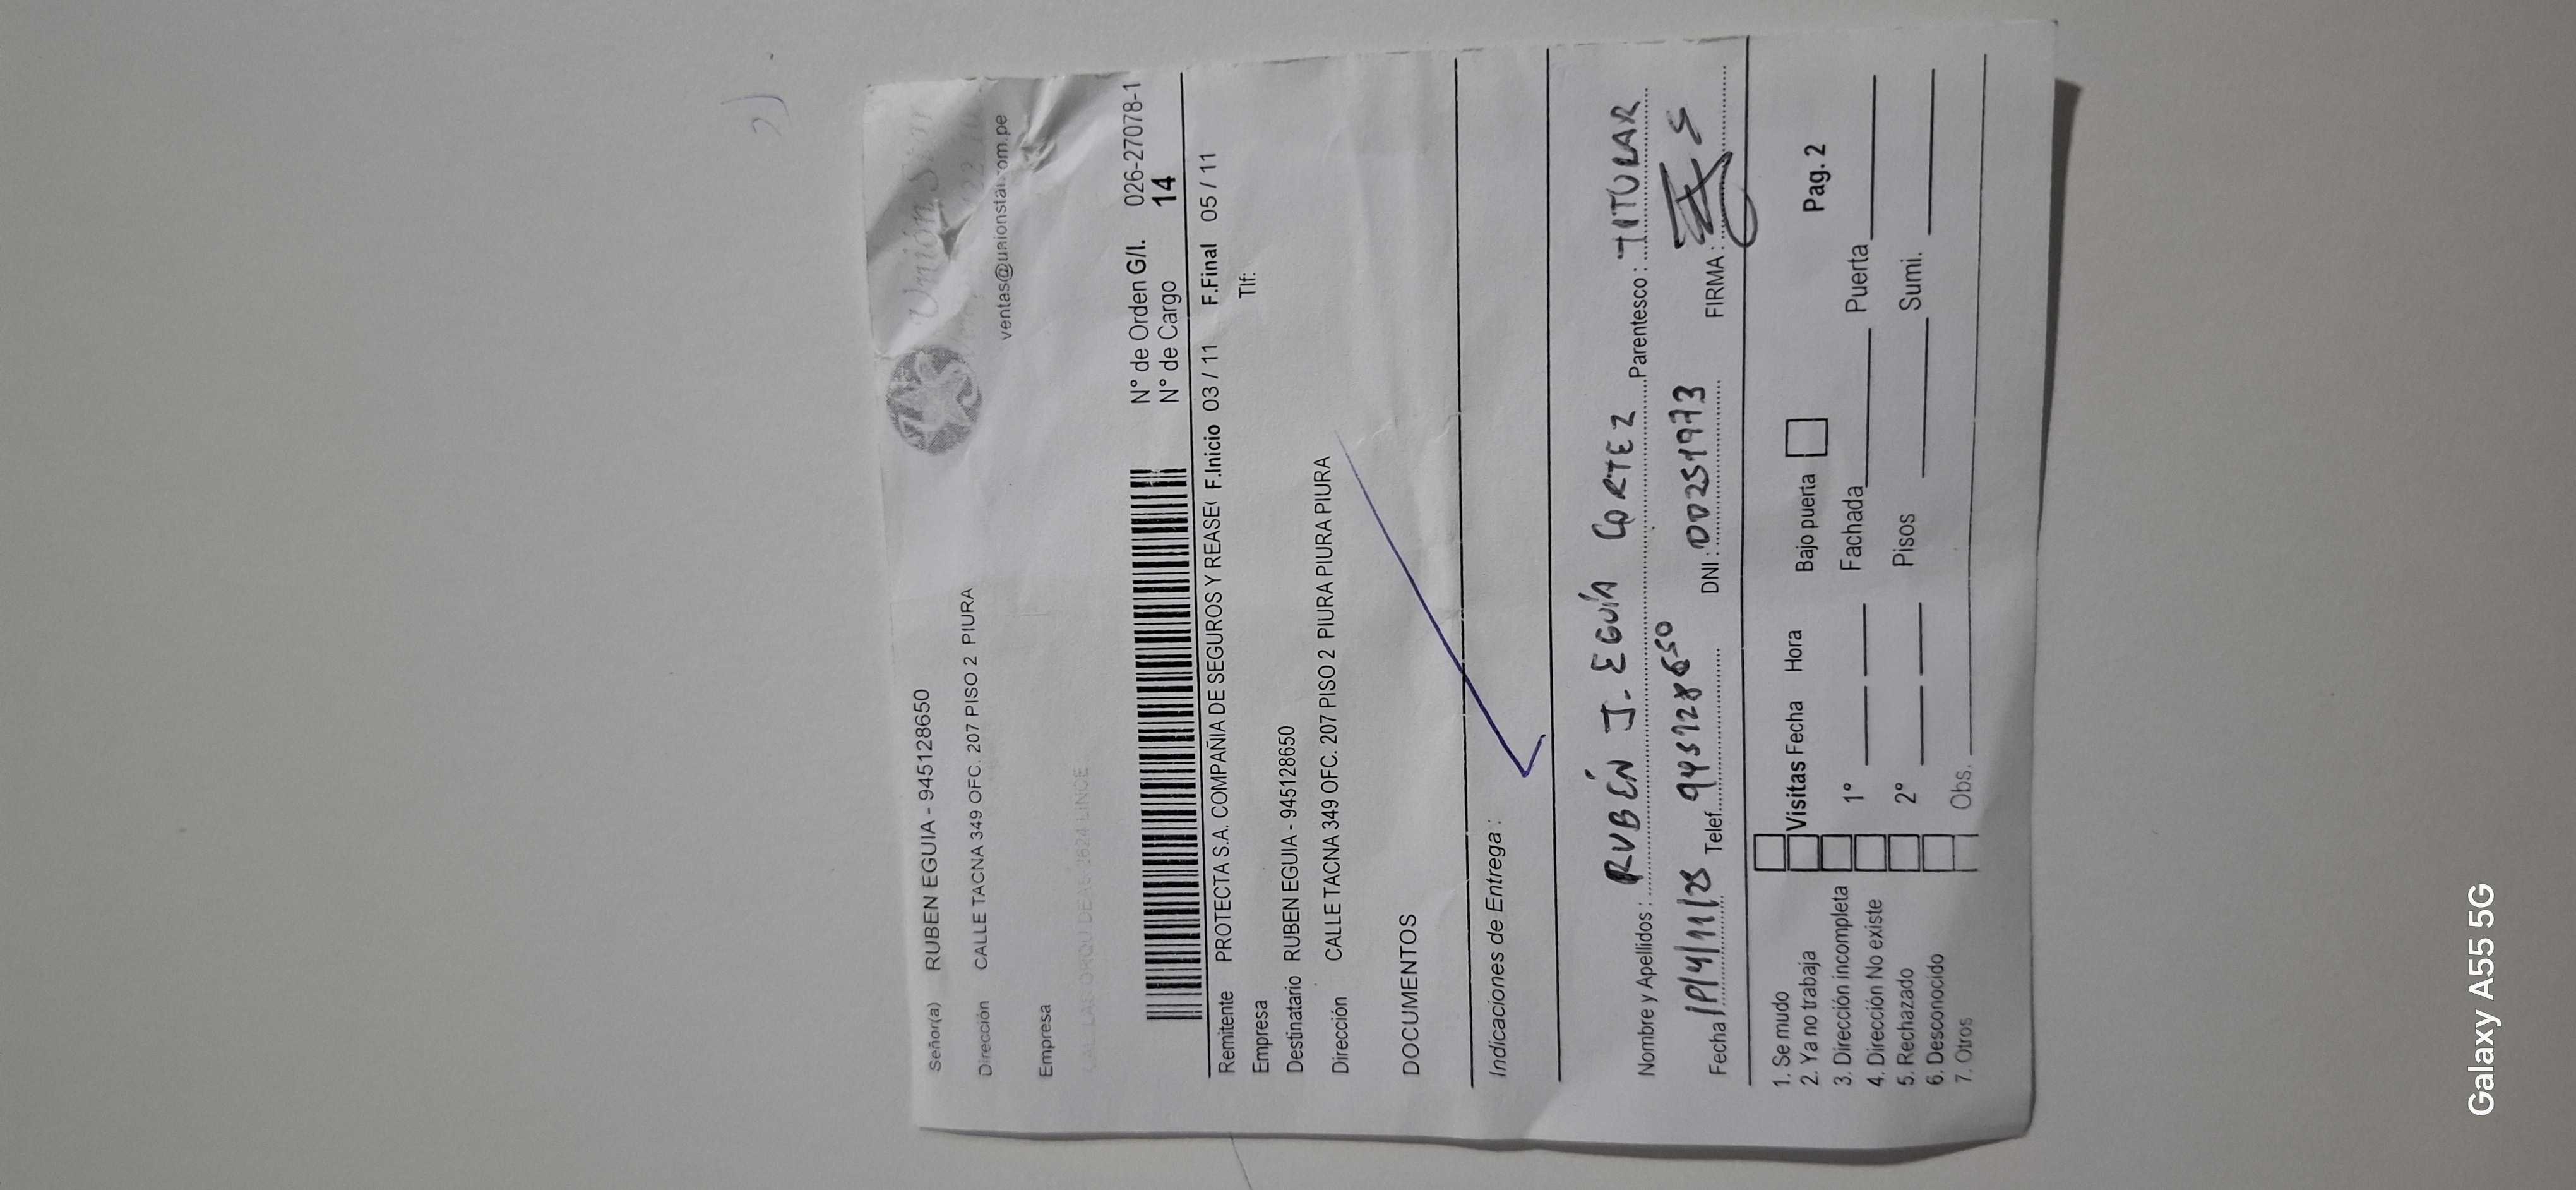 Señor(a) RUBEN EGUIA - 945128650
Dirección CALLE TACNA 349 OFC. 207 PISO 2 PIURA
Unión Star
ventas@unionstar.com.pe
Empresa
2624 LINCE
N° de Orden G/I. 026-27078-1
N° de Cargo 14
Remitente PROTECTA S.A. COMPAÑIA DE SEGUROS Y REASE( F.Inicio 03 / 11 F.Final 05 / 11
Empresa Tlf:
Destinatario RUBEN EGUIA - 945128650
Dirección CALLE TACNA 349 OFC. 207 PISO 2 PIURA PIURA PIURA
DOCUMENTOS
Indicaciones de Entrega :
Nombre y Apellidos : RUBÉN J. EGUÍA CORTEZ Parentesco : TITULAR
Fecha /11/25 Telef. 945128650 DNI : 00251973 FIRMA :
1. Se mudo
2. Ya no trabaja Visitas Fecha Hora Bajo puerta Pag. 2
3. Dirección incompleta 1° Fachada Puerta
4. Dirección No existe
5. Rechazado 2° Pisos Sumi.
6. Desconocido
7. Otros Obs.
Galaxy A55 5G